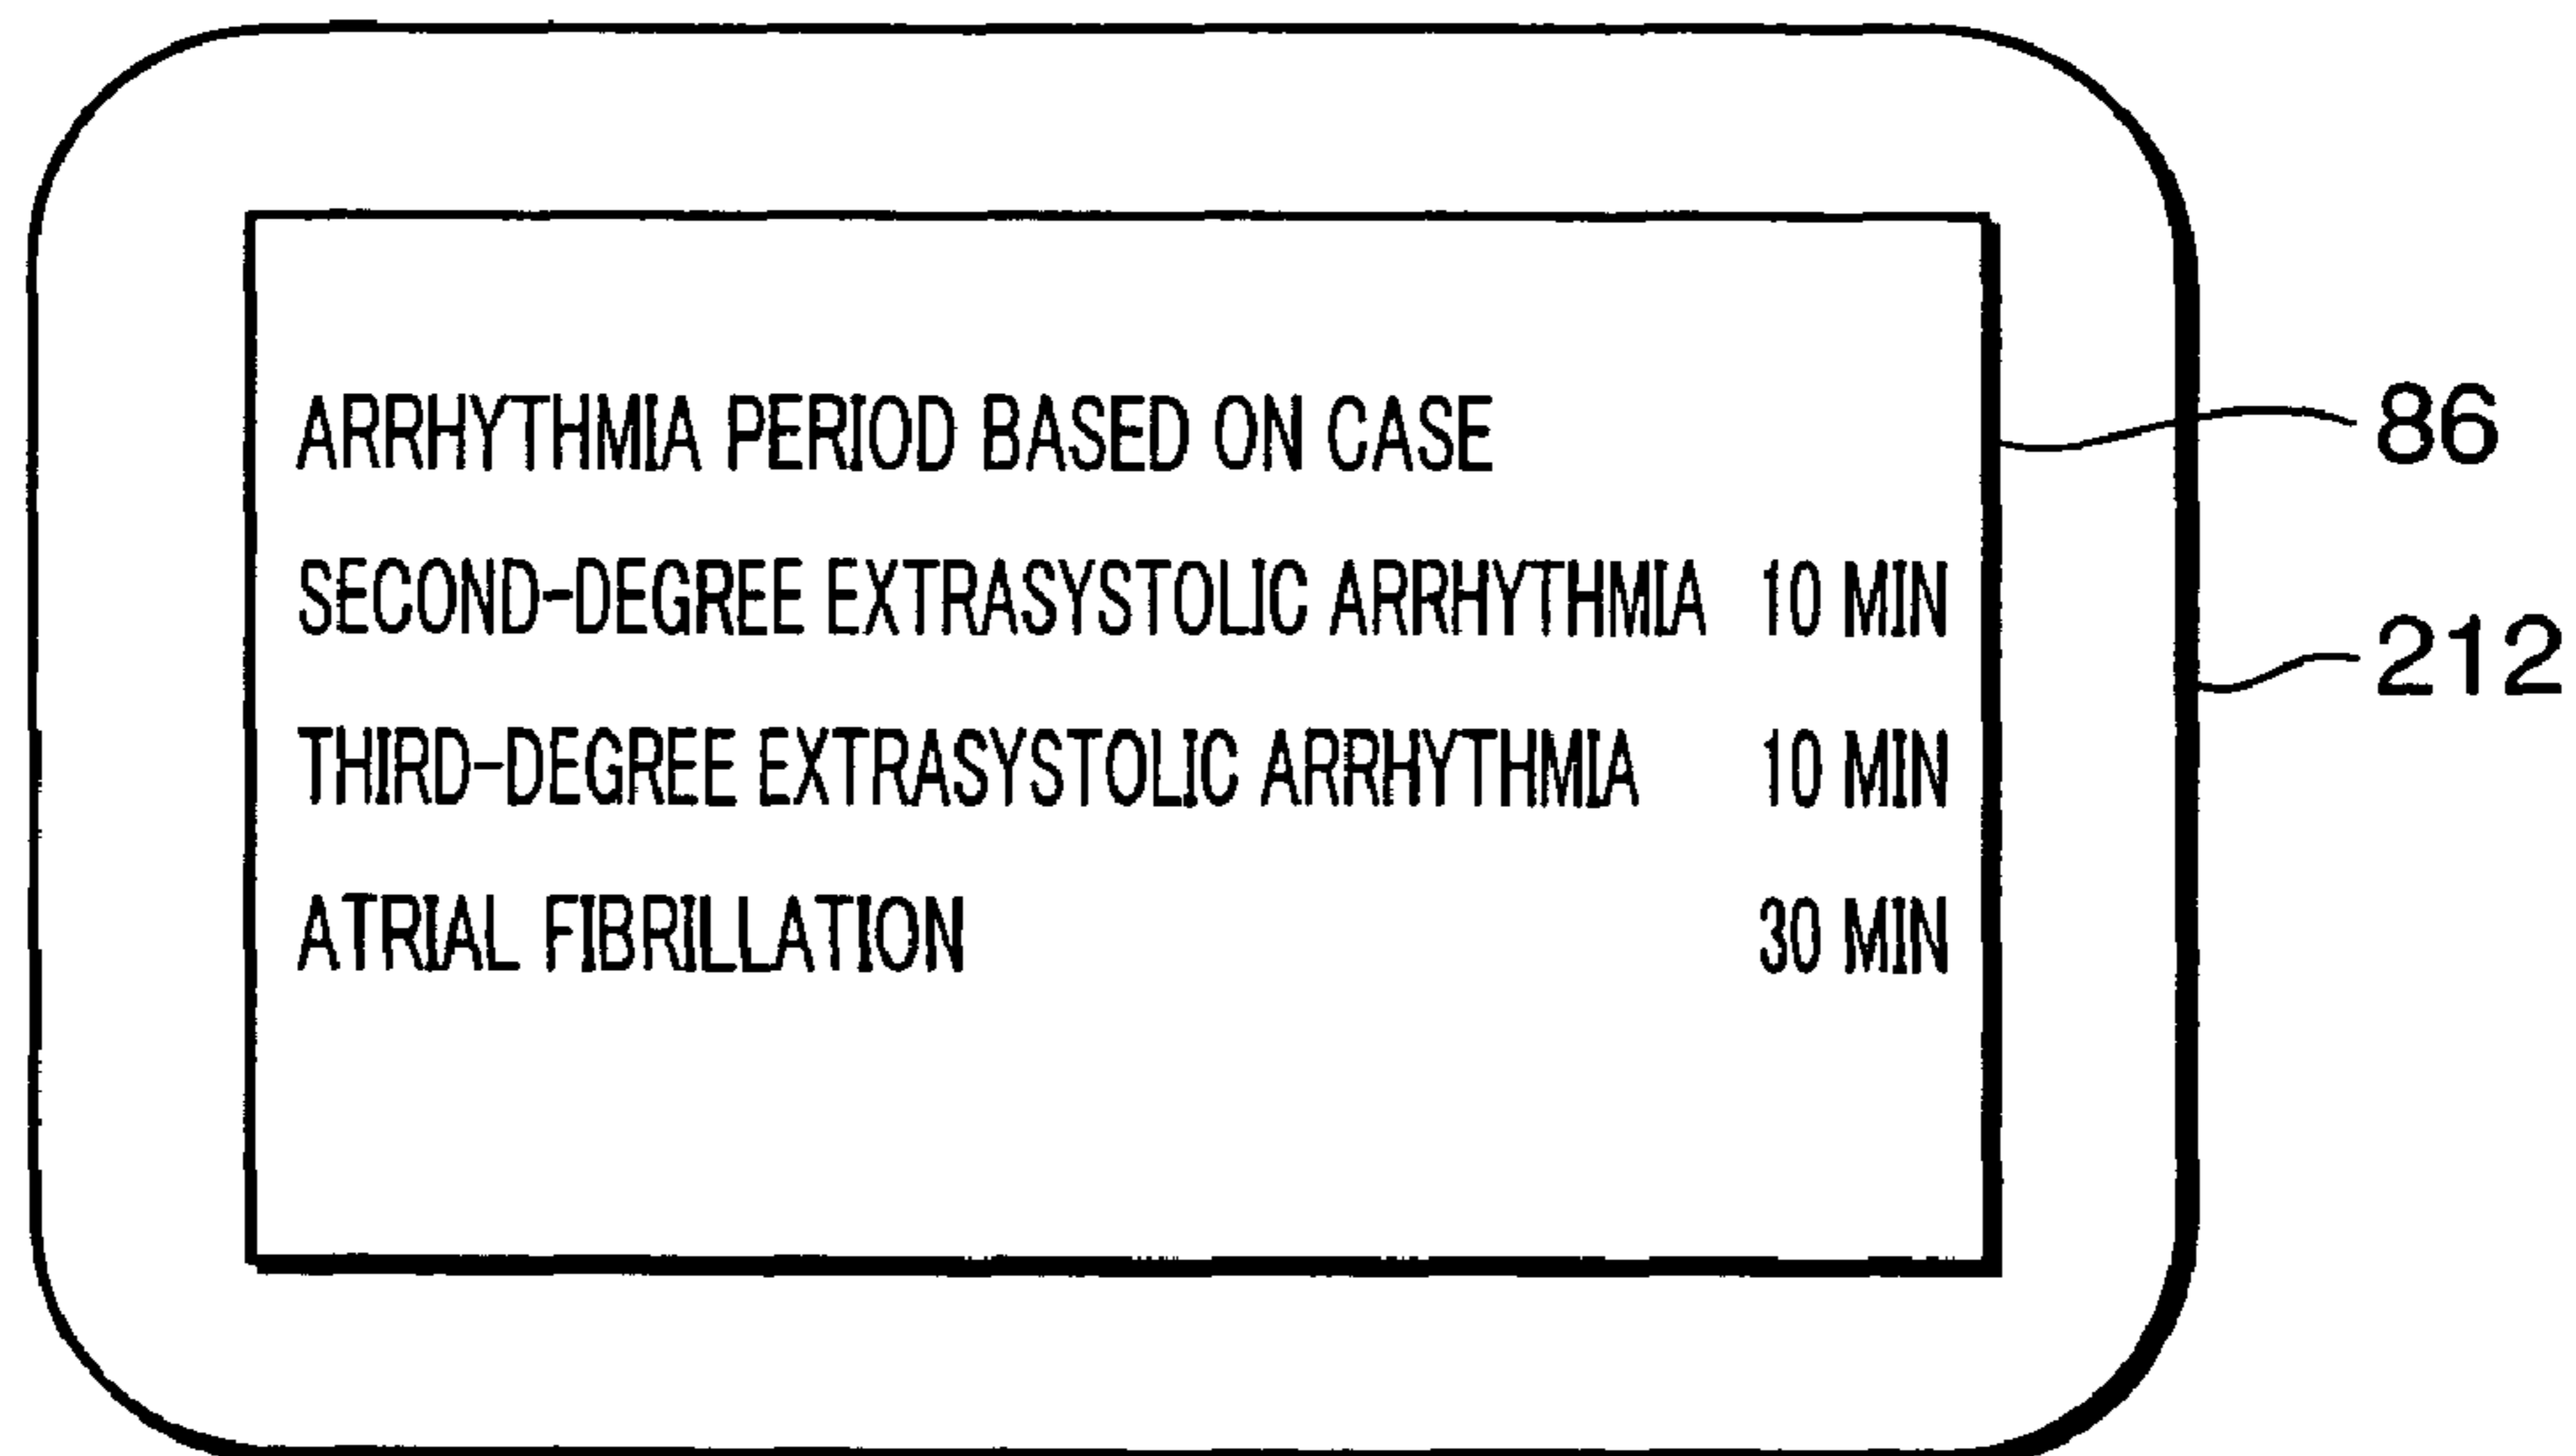 ARRHYTHMIA PERIOD BASED ON CASE
SECOND-DEGREE EXTRASYSTOLIC ARRHYTHMIA 10 MIN
THIRD-DEGREE EXTRASYSTOLIC ARRHYTHMIA 10 MIN
ATRIAL FIBRILLATION 30 MIN
86
212